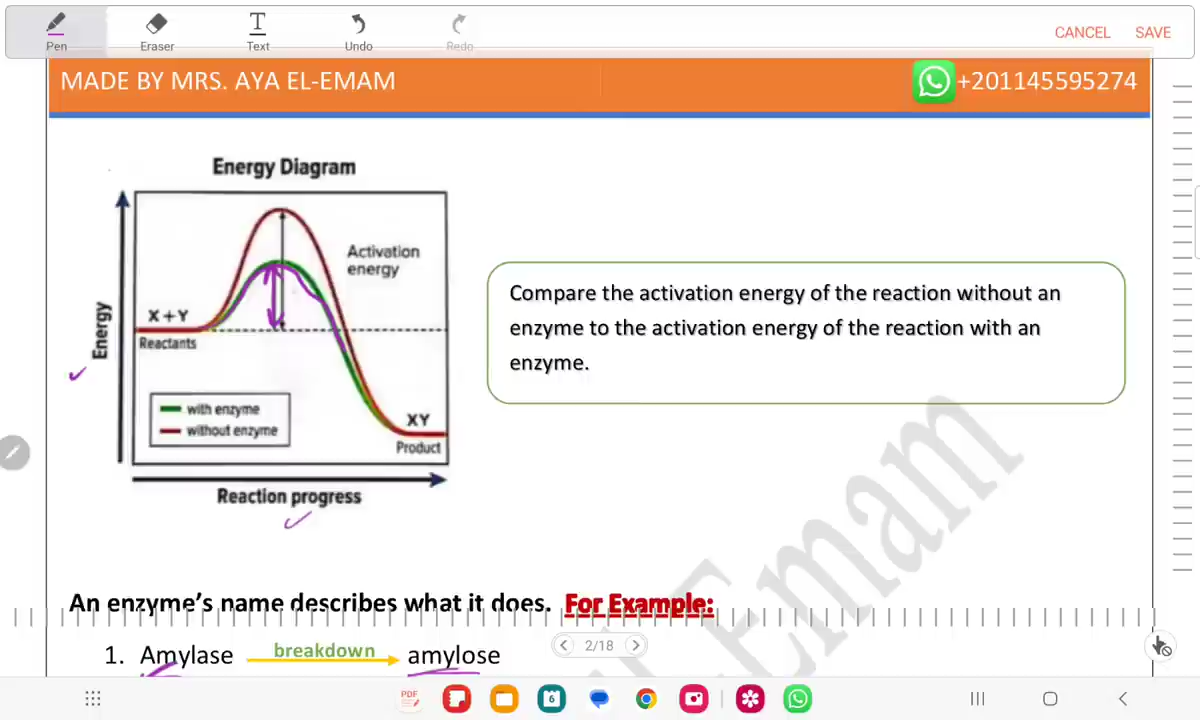 Pen
Eraser
T
Text
Undo
Redo
CANCEL
SAVE
MADE BY MRS. AYA EL-EMAM
+201145595274
Energy Diagram
Activation
energy
X + Y
Reactants
Energy
with enzyme
without enzyme
XY
Product
Reaction progress
Compare the activation energy of the reaction without an
enzyme to the activation energy of the reaction with an
enzyme.
An enzyme's name describes what it does. For Example:
2/18
1. Amylase breakdown amylose
Emam
PDF
6